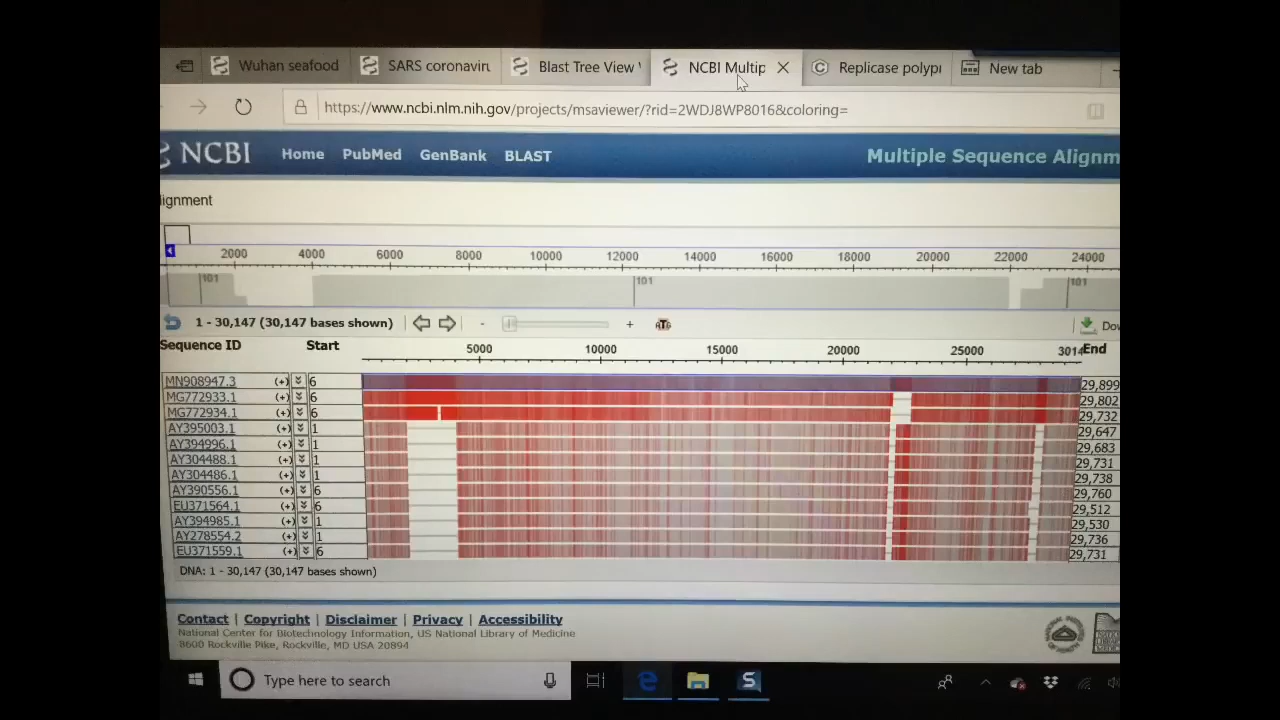 Wuhan seafood SARS coronavirı Blast Tree View NCBI Multip Replicase polypı New tab
https://www.ncbi.nlm.nih.gov/projects/msaviewer/?rid=2WDJ8WP8016&coloring=
NCBI Home PubMed GenBank BLAST Multiple Sequence Alignm
lignment
2000 4000 6000 8000 10000 12000 14000 16000 18000 20000 22000 24000
101 101 101
1 - 30,147 (30,147 bases shown) - + ATG Dov
Sequence ID Start 5000 10000 15000 20000 25000 3014 End
MN908947.3 (+) 6 29,899
MG772933.1 (+) 6 29,802
MG772934.1 (+) 6 29,732
AY395003.1 (+) 1 29,647
AY394996.1 (+) 1 29,683
AY304488.1 (+) 1 29,731
AY304486.1 (+) 1 29,738
AY390556.1 (+) 6 29,760
EU371564.1 (+) 6 29,512
AY394985.1 (+) 1 29,530
AY278554.2 (+) 1 29,736
EU371559.1 (+) 6 29,731
DNA: 1 - 30,147 (30,147 bases shown)
Contact | Copyright | Disclaimer | Privacy | Accessibility
National Center for Biotechnology Information, US National Library of Medicine
8600 Rockville Pike, Rockville, MD USA 20894
Type here to search